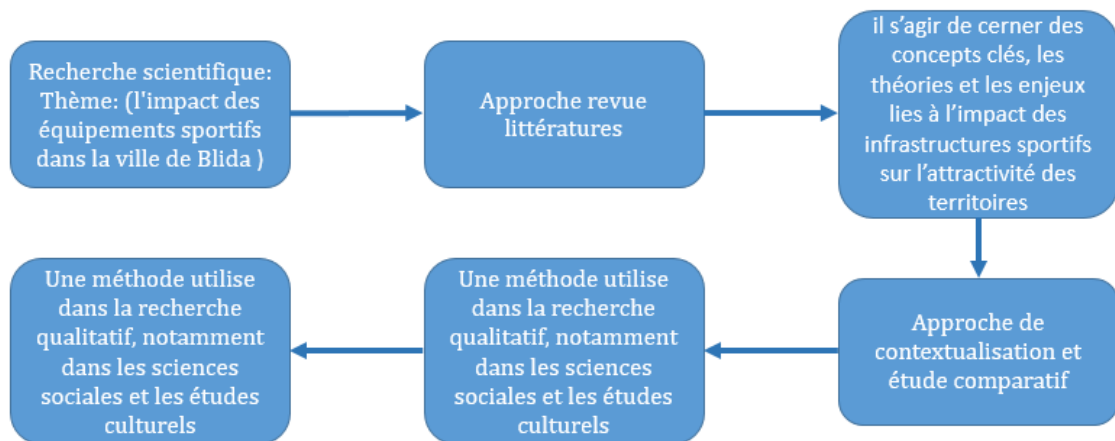 Recherche scientifique:
Thème: (l'impact des
équipements sportifs
dans la ville de Blida )
Approche revue
littératures
il s'agir de cerner des
concepts clés, les
théories et les enjeux
lies à l'impact des
infrastructures sportifs
sur l'attractivité des
territoires
Approche de
contextualisation et
étude comparatif
Une méthode utilise
dans la recherche
qualitatif, notamment
dans les sciences
sociales et les études
culturels
Une méthode utilise
dans la recherche
qualitatif, notamment
dans les sciences
sociales et les études
culturels